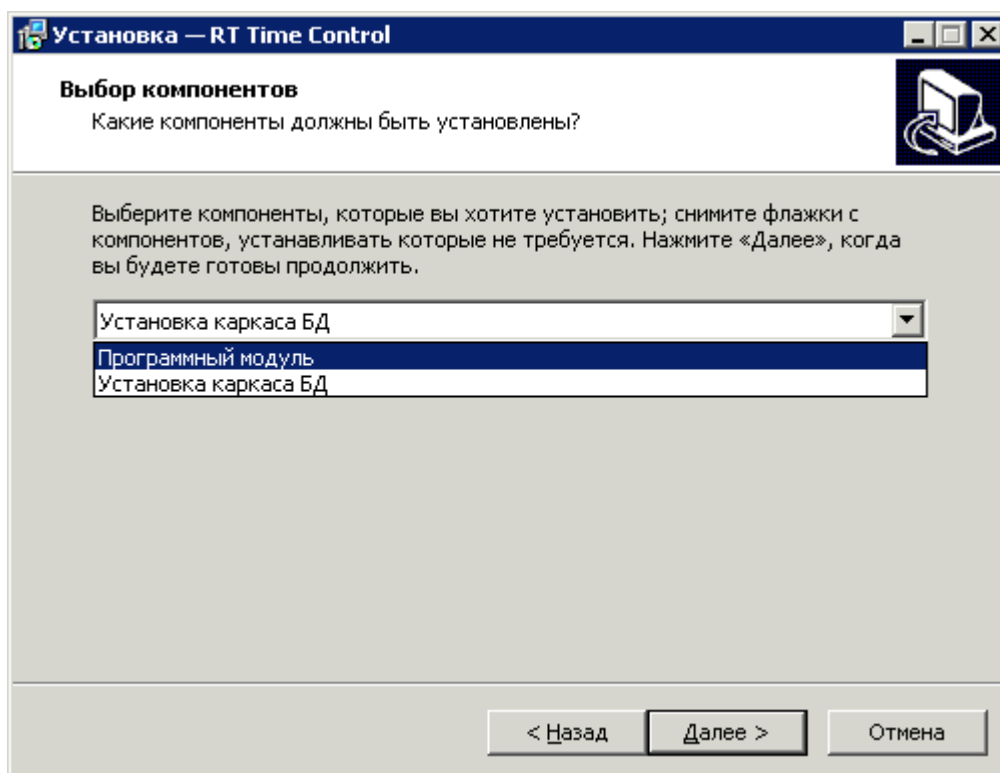 Установка — RT Time Control
Выбор компонентов
Какие компоненты должны быть установлены?
Выберите компоненты, которые вы хотите установить; снимите флажки с
компонентов, устанавливать которые не требуется. Нажмите «Далее», когда
вы будете готовы продолжить.
Установка каркаса БД
Программный модуль
Установка каркаса БД
< Назад
Далее >
Отмена